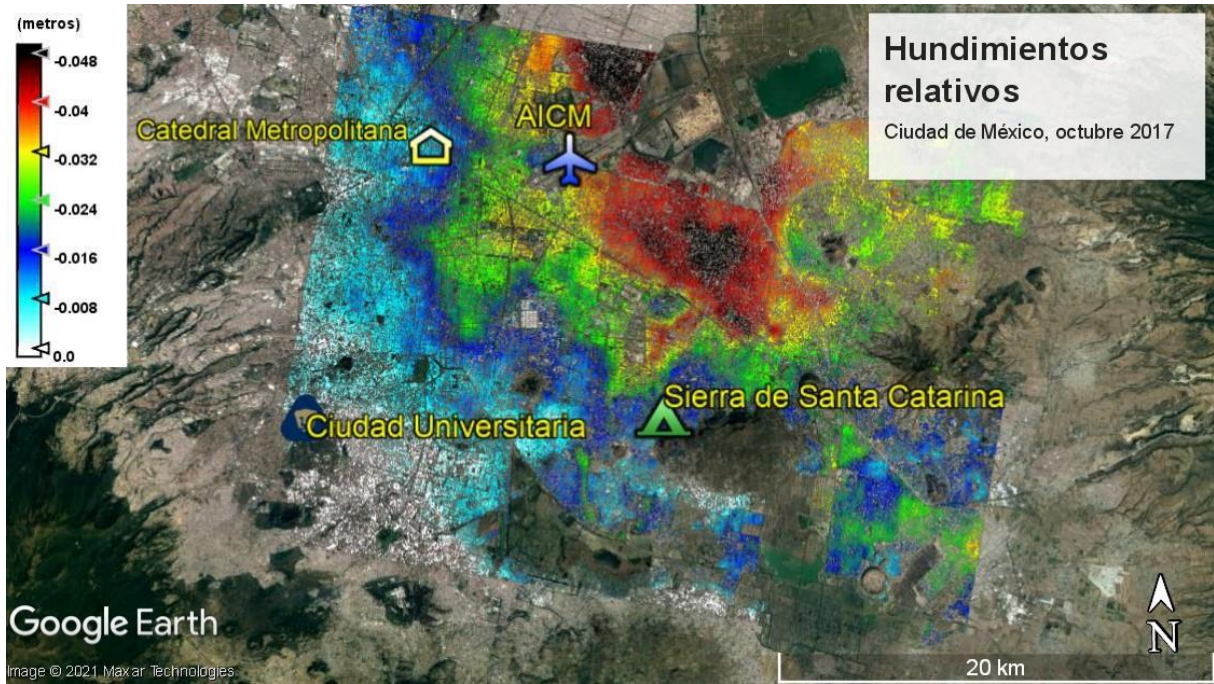 (metros)
-0.048
-0.04
-0.032
-0.024
-0.016
-0.008
0.0
Hundimientos
relativos
Ciudad de México, octubre 2017
Catedral Metropolitana
AICM
Sierra de Santa Catarina
Ciudad Universitaria
Google Earth
Image © 2021 Maxar Technologies
N
20 km